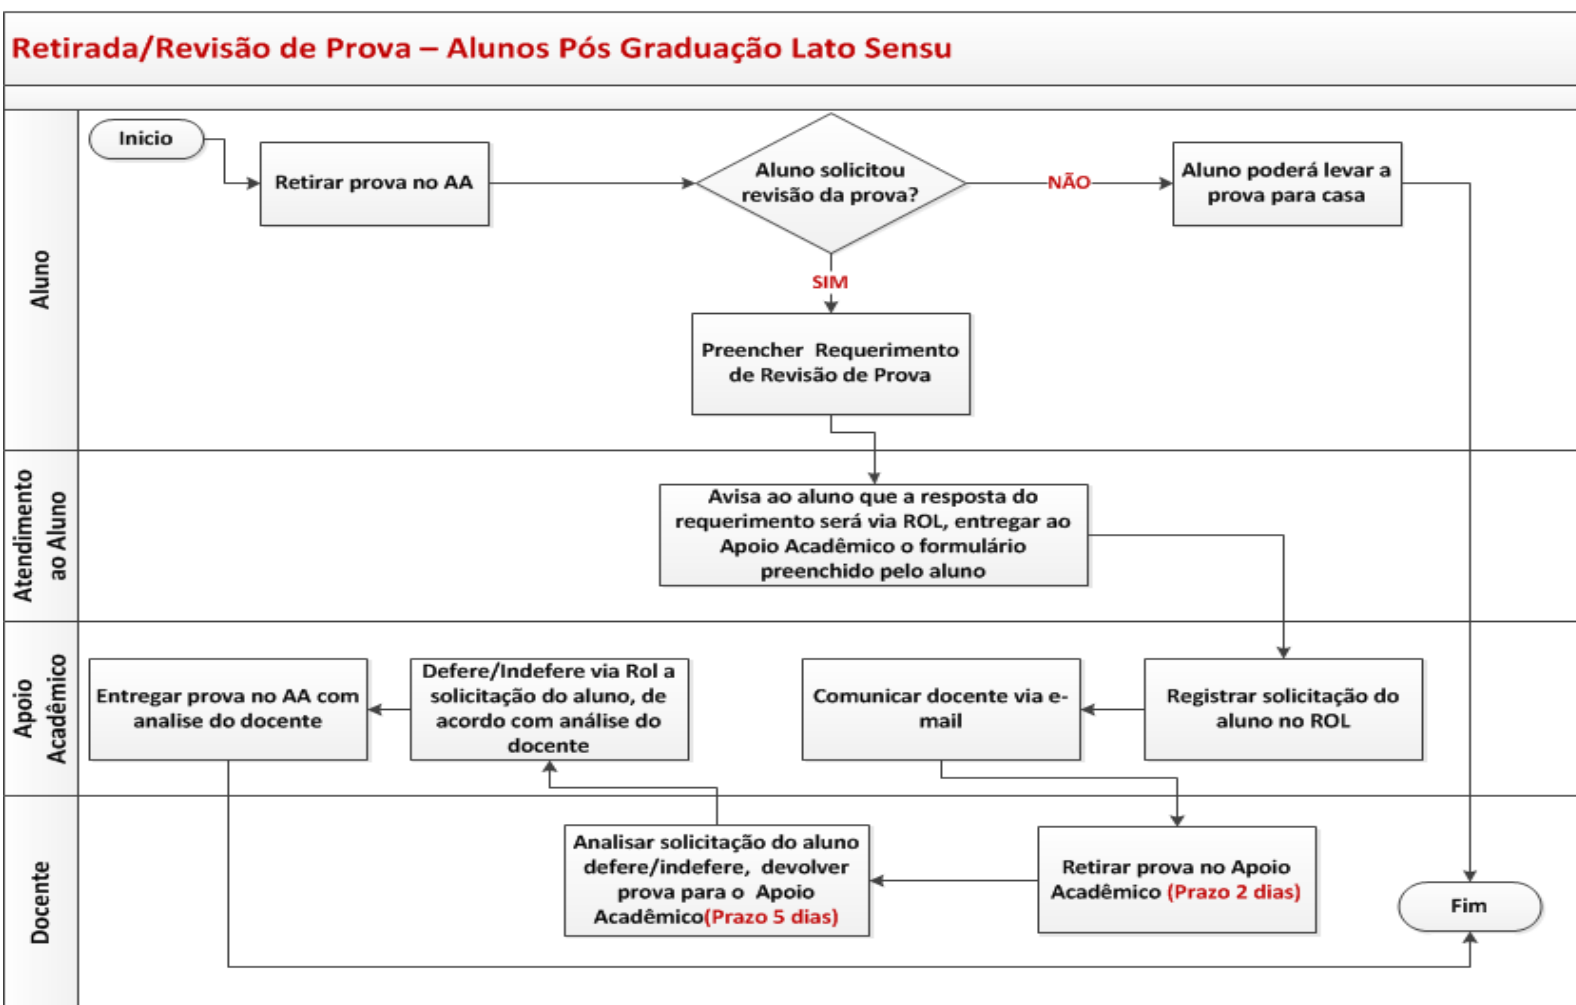 Retirada/Revisão de Prova – Alunos Pós Graduação Lato Sensu
Aluno
Inicio
Retirar prova no AA
Aluno solicitou
revisão da prova?
NÃO
Aluno poderá levar a
prova para casa
SIM
Preencher Requerimento
de Revisão de Prova
Atendimento
ao Aluno
Avisa ao aluno que a resposta do
requerimento será via ROL, entregar ao
Apoio Acadêmico o formulário
preenchido pelo aluno
Apoio
Acadêmico
Entregar prova no AA com
analise do docente
Defere/Indefere via Rol a
solicitação do aluno, de
acordo com análise do
docente
Comunicar docente via e-
mail
Registrar solicitação do
aluno no ROL
Docente
Analisar solicitação do aluno
defere/indefere, devolver
prova para o Apoio
Acadêmico(Prazo 5 dias)
Retirar prova no Apoio
Acadêmico (Prazo 2 dias)
Fim